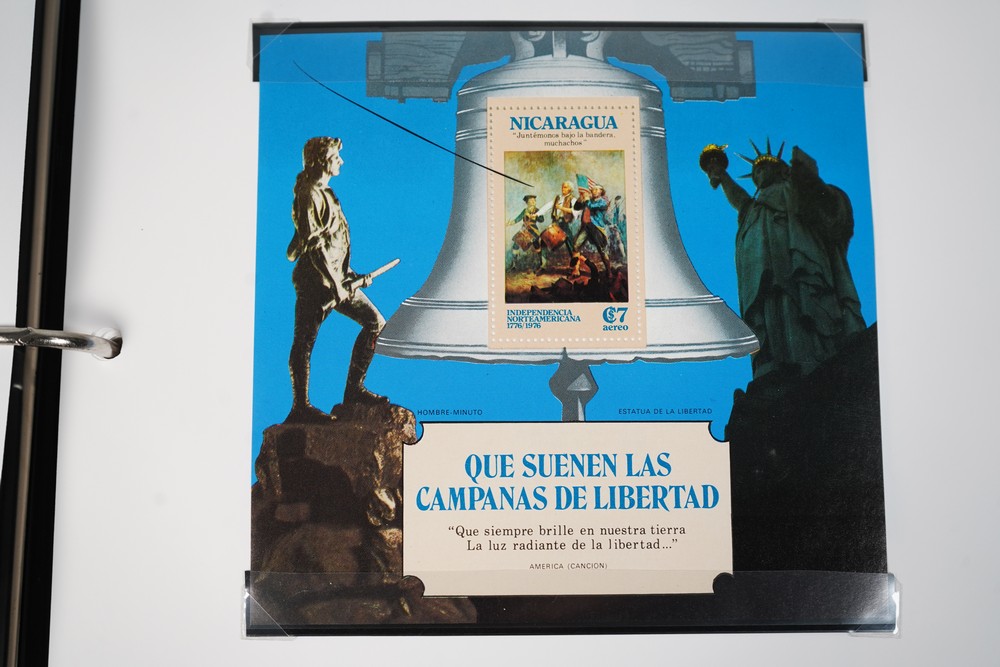 NICARAGUA
"Juntémonos bajo la bandera,
muchachos"
INDEPENDENCIA
NORTEAMERICANA
1776/1976
C$7
aereo
HOMBRE-MINUTO
ESTATUA DE LA LIBERTAD
QUE SUENEN LAS
CAMPANAS DE LIBERTAD
"Que siempre brille en nuestra tierra
La luz radiante de la libertad..."
AMERICA (CANCION)